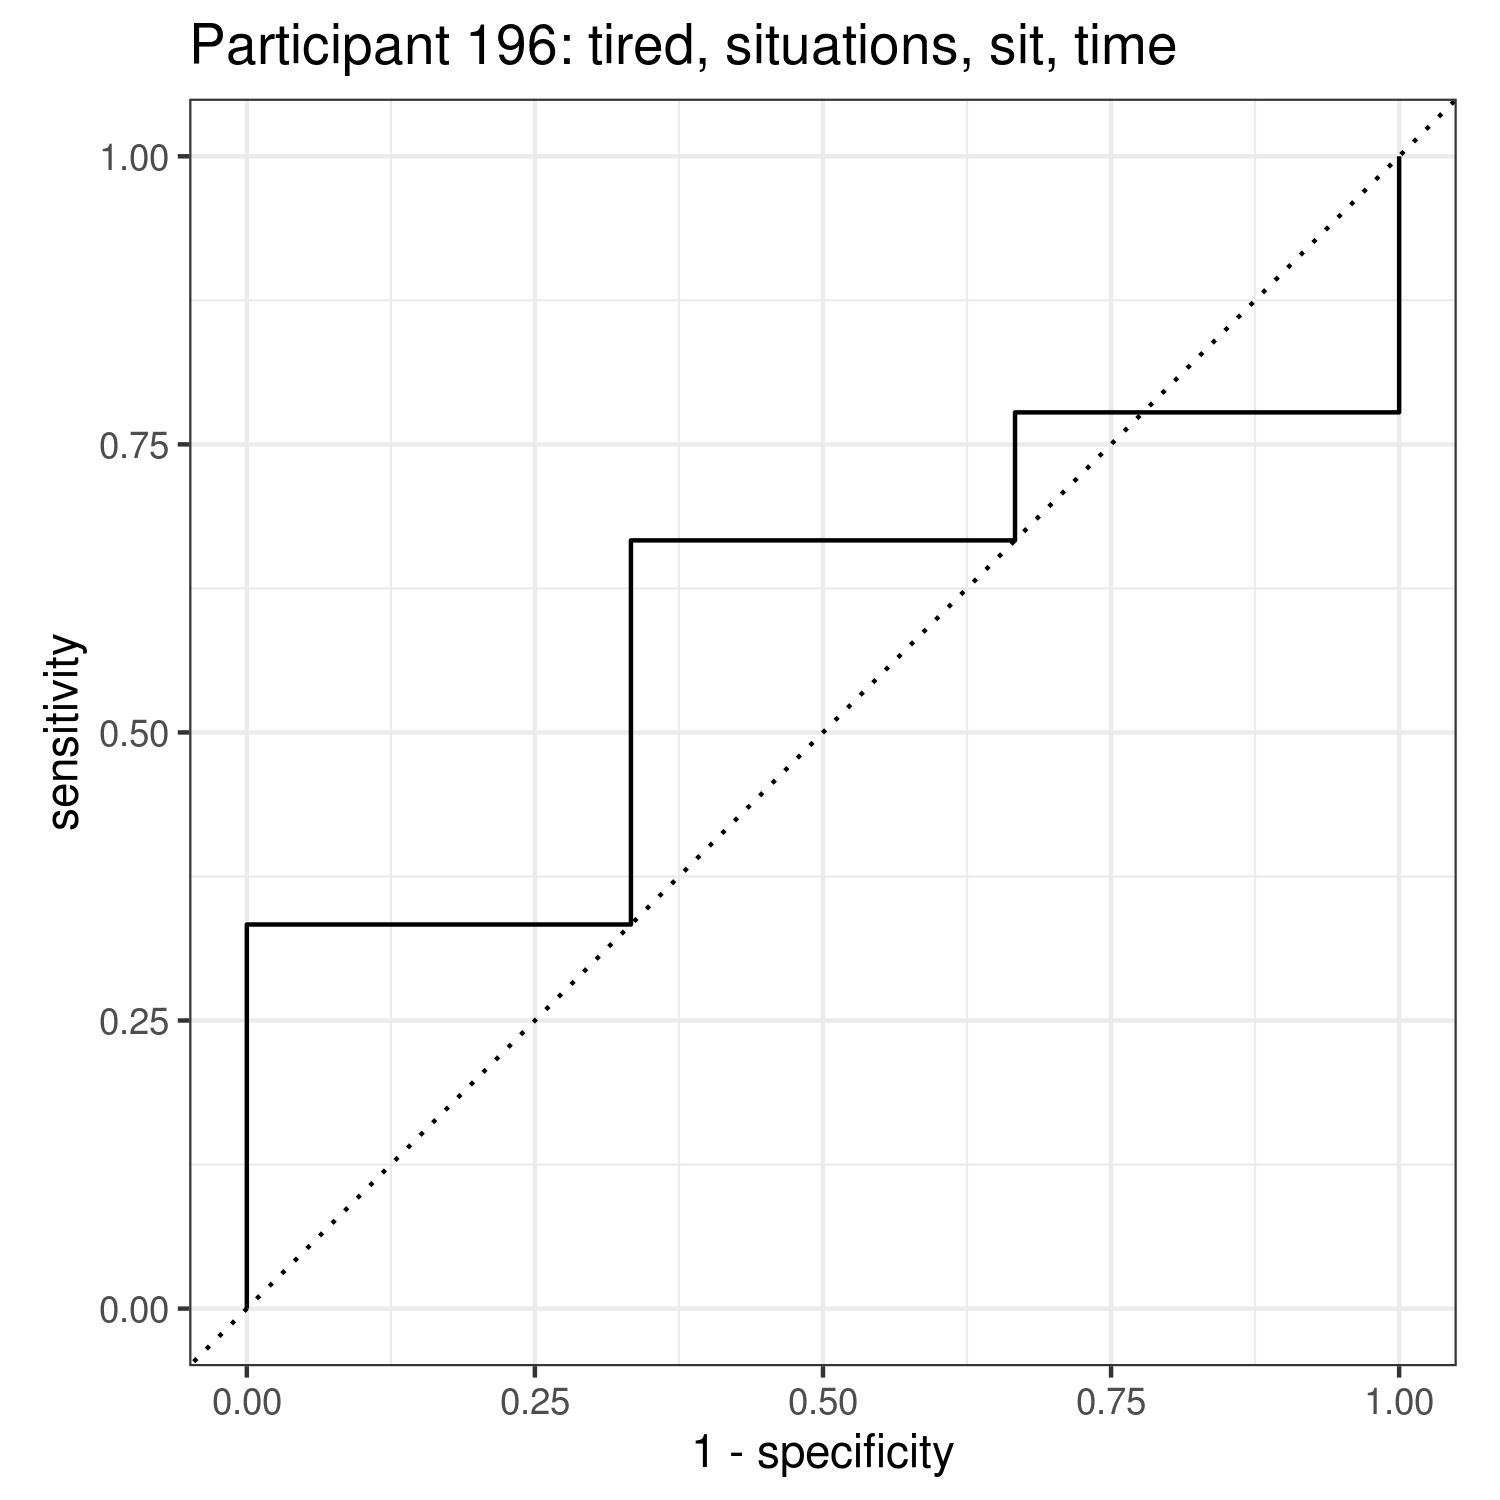 Participant 196: tired, situations, sit, time
1.00
0.75
0.50
0.25
0.00
sensitivity
0.00 0.25 0.50 0.75 1.00
1 - specificity